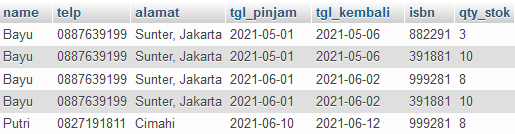 name telp alamat tgl_pinjam tgl_kembali isbn qty_stok
Bayu 0887639199 Sunter, Jakarta 2021-05-01 2021-05-06 882291 3
Bayu 0887639199 Sunter, Jakarta 2021-05-01 2021-05-06 391881 10
Bayu 0887639199 Sunter, Jakarta 2021-06-01 2021-06-02 999281 8
Bayu 0887639199 Sunter, Jakarta 2021-06-01 2021-06-02 391881 10
Putri 0827191811 Cimahi 2021-06-10 2021-06-12 999281 8